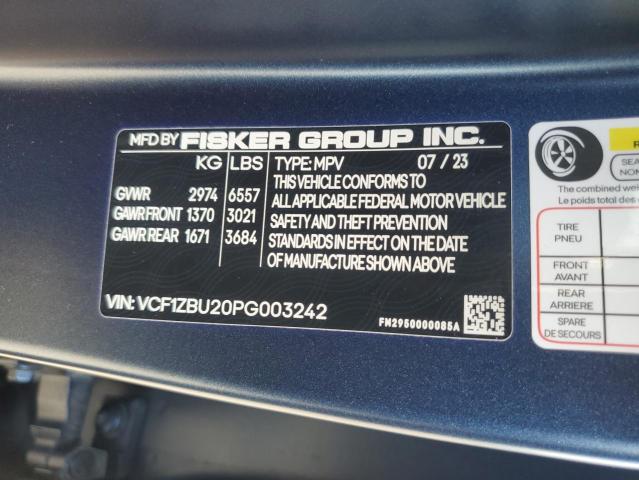 MFD BY FISKER GROUP INC.
KG LBS TYPE: MPV 07 / 23
GVWR 2974 6557
GAWR FRONT 1370 3021
GAWR REAR 1671 3684
THIS VEHICLE CONFORMS TO
ALL APPLICABLE FEDERAL MOTOR VEHICLE
SAFETY AND THEFT PREVENTION
STANDARDS IN EFFECT ON THE DATE
OF MANUFACTURE SHOWN ABOVE
VIN: VCF1ZBU20PG003242
FM2950000085A
The combined
Le poids total des
TIRE
PNEU
FRONT
AVANT
REAR
ARRIERE
SPARE
DE SECOURS